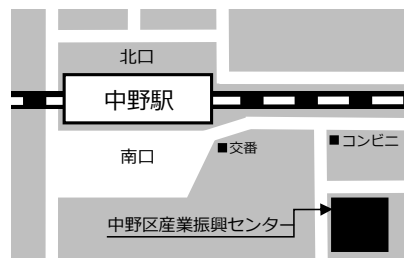 北口
中野駅
南口
■交番
■コンビニ
中野区産業振興センター